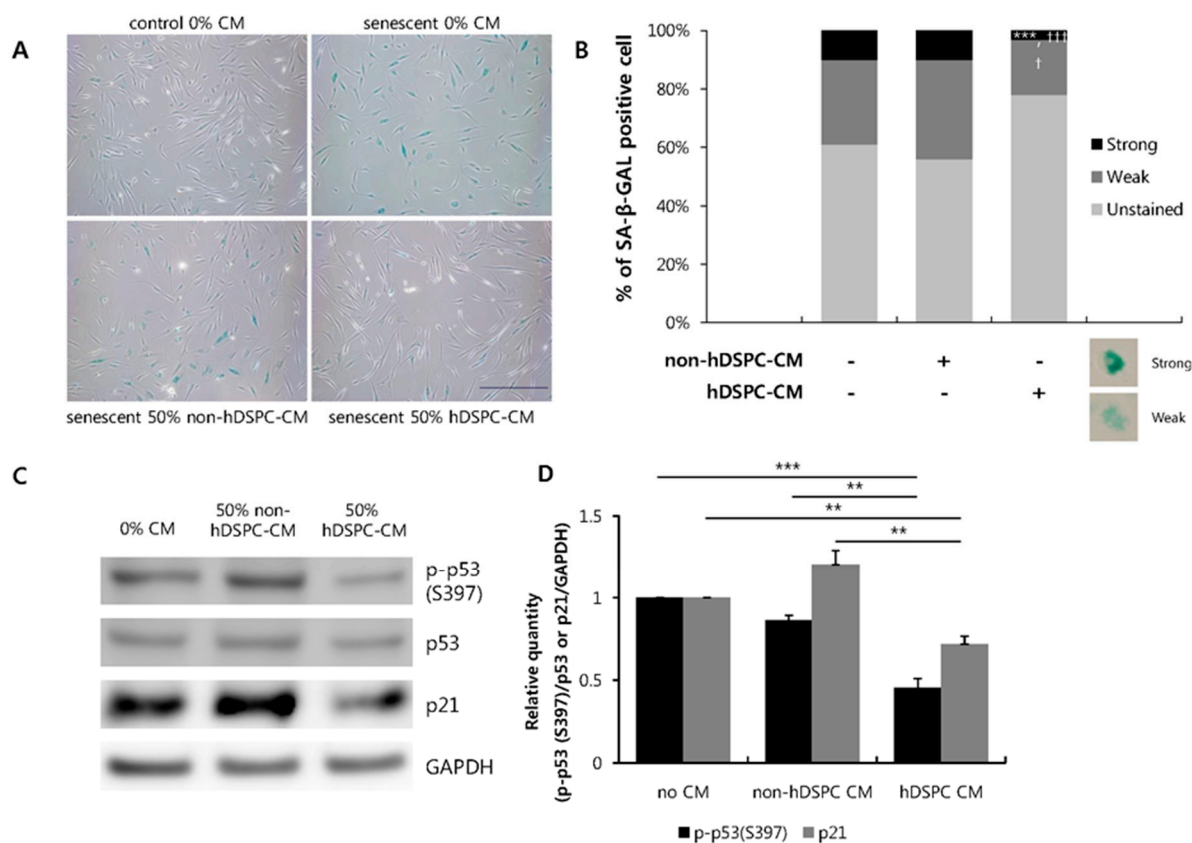 A
control 0% CM
senescent 0% CM
senescent 50% non-hDSPC-CM
senescent 50% hDSPC-CM
B
% of SA-β-GAL positive cell
100%
80%
60%
40%
20%
0%
*** , †††
†
Strong
Weak
Unstained
non-hDSPC-CM - + -
hDSPC-CM - - +
Strong
Weak
C
0% CM
50% non-
hDSPC-CM
50%
hDSPC-CM
p-p53
(S397)
p53
p21
GAPDH
D
Relative quantity
(p-p53 (S397)/p53 or p21/GAPDH)
***
**
**
**
1.5
1
0.5
0
no CM
non-hDSPC CM
hDSPC CM
p-p53(S397)
p21